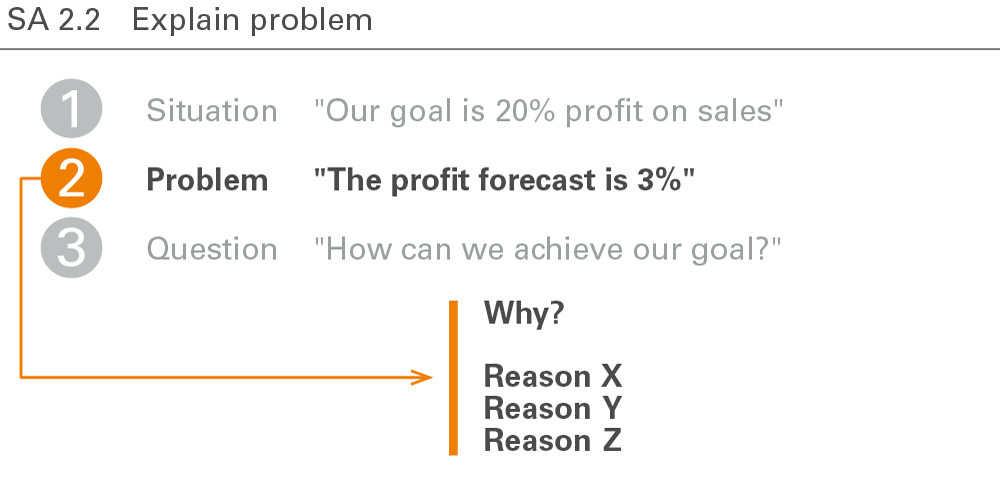 SA 2.2 Explain problem
1 Situation "Our goal is 20% profit on sales"
2 Problem "The profit forecast is 3%"
3 Question "How can we achieve our goal?"
Why?
Reason X
Reason Y
Reason Z